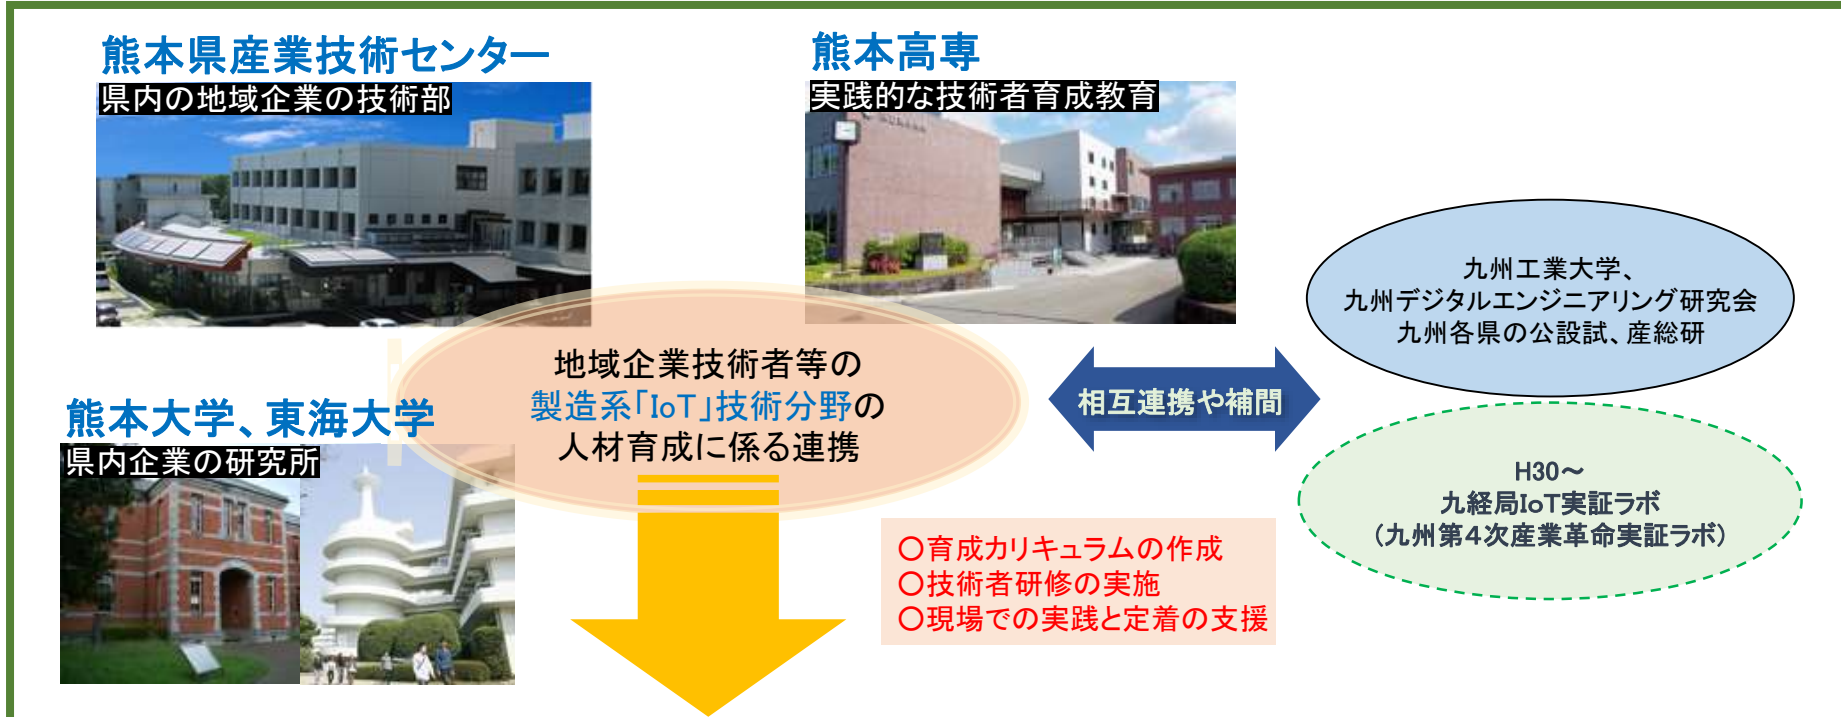 熊本県産業技術センター
県内の地域企業の技術部
熊本高専
実践的な技術者育成教育
九州工業大学、
九州デジタルエンジニアリング研究会
九州各県の公設試、産総研
地域企業技術者等の
製造系「IoT」技術分野の
人材育成に係る連携
相互連携や補間
熊本大学、東海大学
県内企業の研究所
H30～
九経局IoT実証ラボ
(九州第4次産業革命実証ラボ)
〇育成カリキュラムの作成
〇技術者研修の実施
〇現場での実践と定着の支援